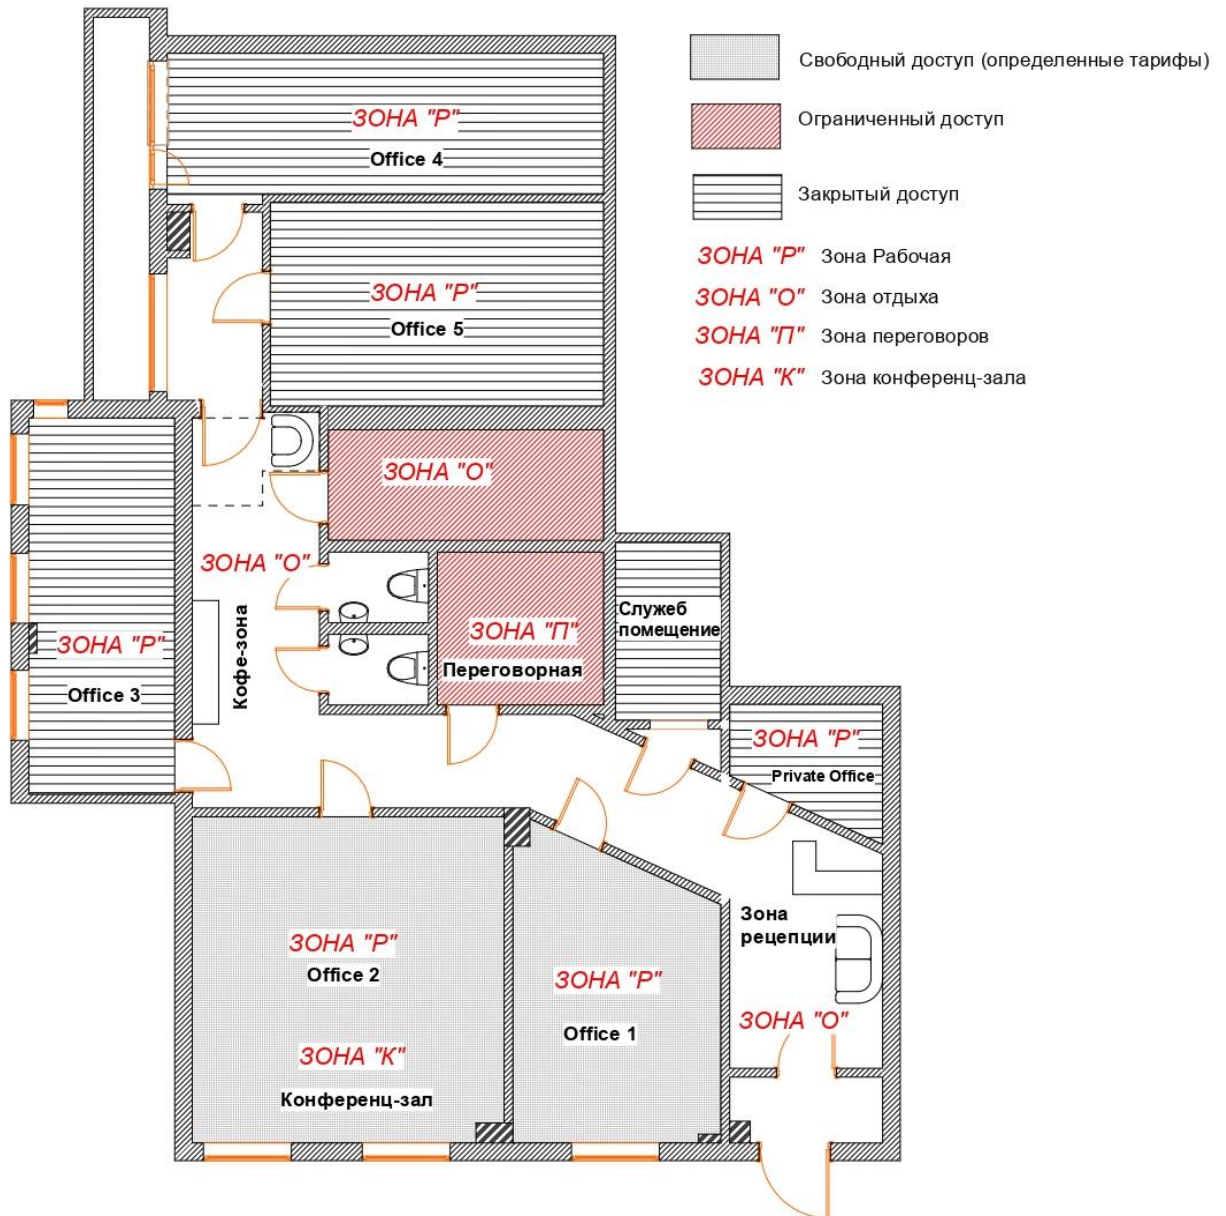 Свободный доступ (определенные тарифы)
Ограниченный доступ
Закрытый доступ
ЗОНА "Р" Зона Рабочая
ЗОНА "О" Зона отдыха
ЗОНА "П" Зона переговоров
ЗОНА "К" Зона конференц-зала
ЗОНА "Р"
Office 4
ЗОНА "Р"
Office 5
ЗОНА "О"
ЗОНА "О"
Кофе-зона
ЗОНА "Р"
Office 3
ЗОНА "П"
Переговорная
Служеб
помещение
ЗОНА "Р"
Private Office
ЗОНА "Р"
Office 2
ЗОНА "К"
Конференц-зал
ЗОНА "Р"
Office 1
Зона
рецепции
ЗОНА "О"